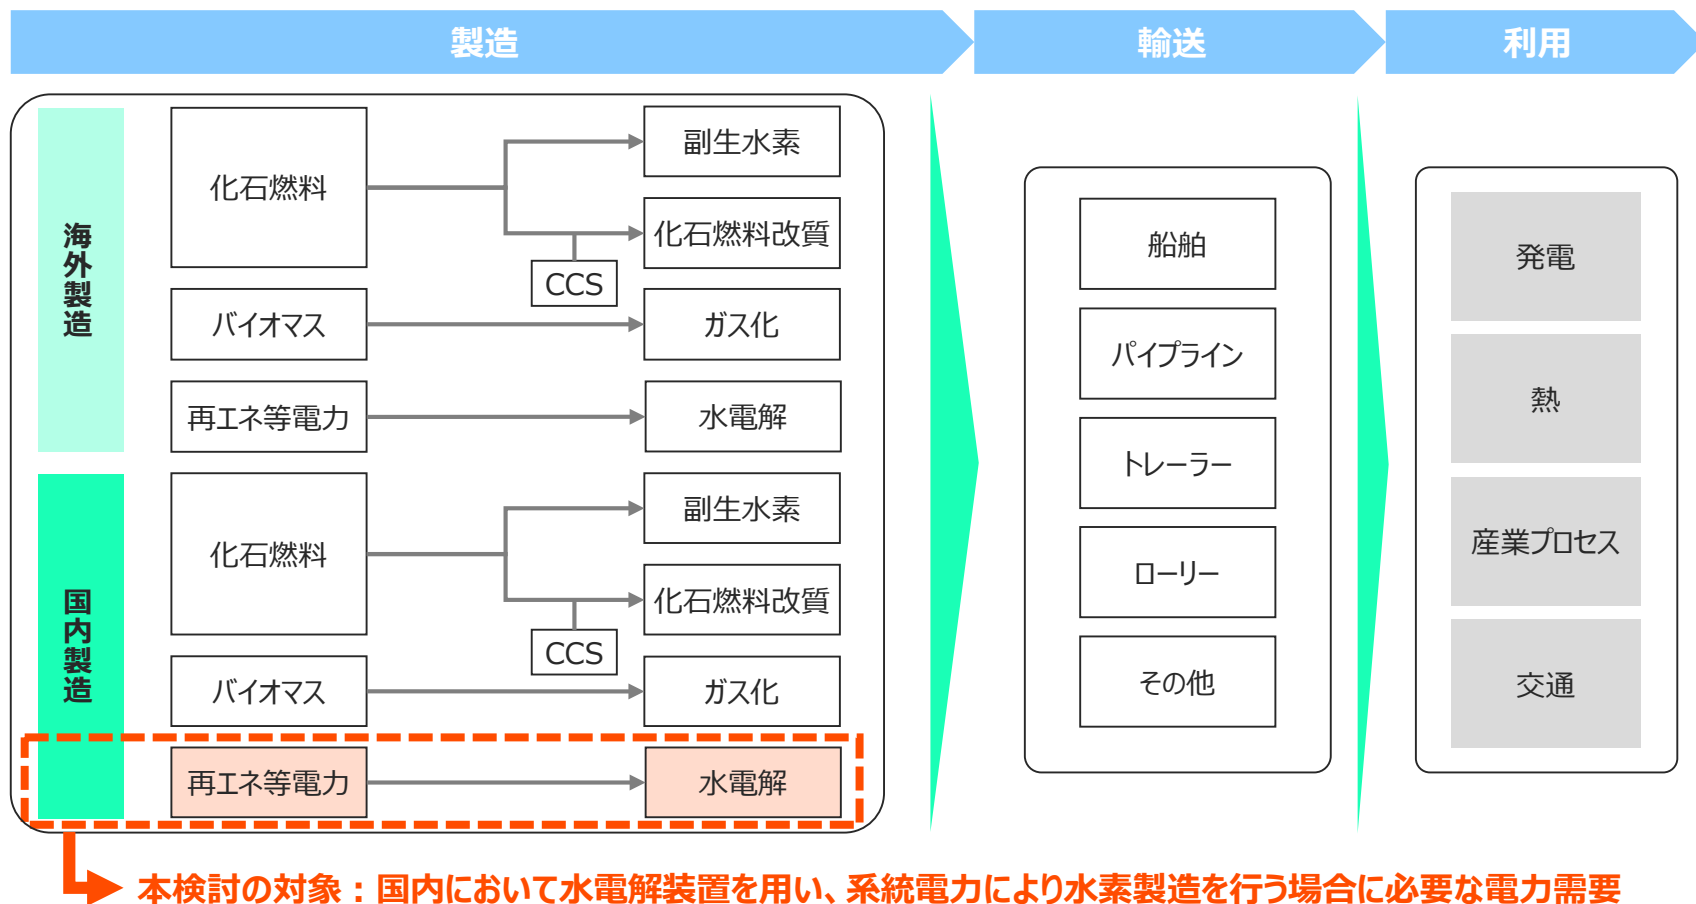 製造
輸送
利用
海外製造
化石燃料
副生水素
化石燃料改質
CCS
バイオマス
ガス化
再エネ等電力
水電解
国内製造
化石燃料
副生水素
化石燃料改質
CCS
バイオマス
ガス化
再エネ等電力
水電解
船舶
パイプライン
トレーラー
ローリー
その他
発電
熱
産業プロセス
交通
本検討の対象：国内において水電解装置を用い、系統電力により水素製造を行う場合に必要な電力需要